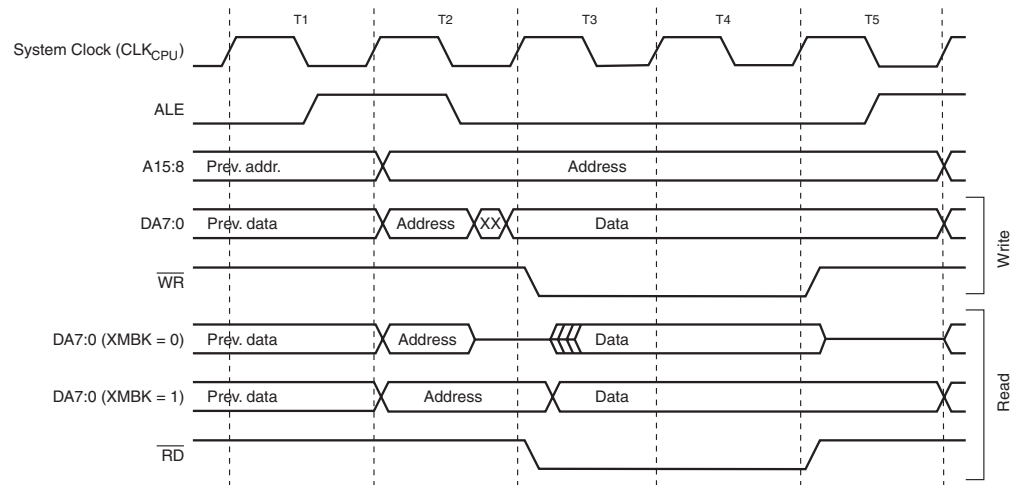 T1 T2 T3 T4 T5
System Clock (CLKCPU)
ALE
A15:8 Prev. addr. Address
DA7:0 Prev. data Address XX Data
WR
Write
DA7:0 (XMBK = 0) Prev. data Address Data
DA7:0 (XMBK = 1) Prev. data Address Data
RD
Read